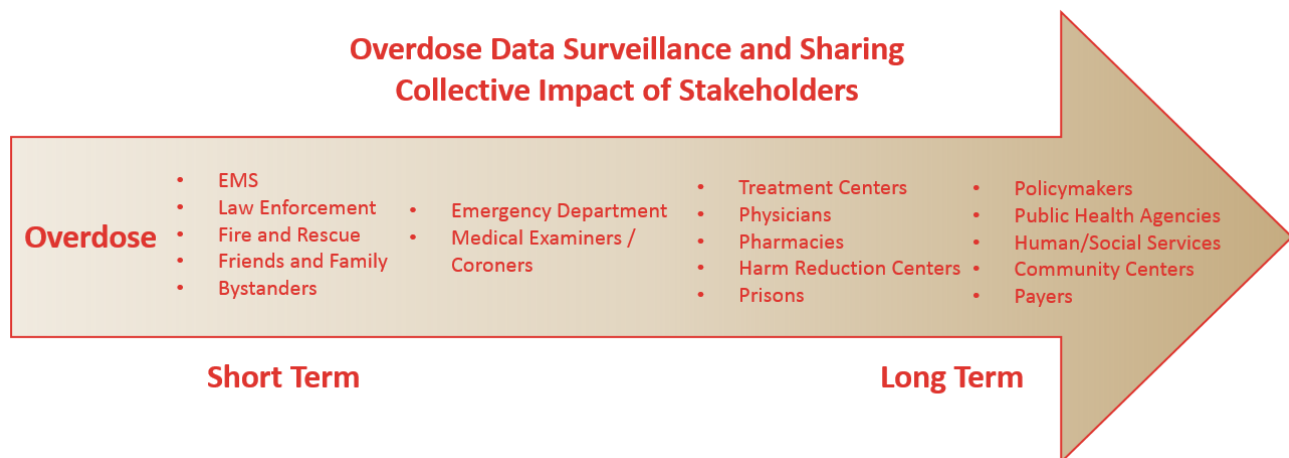 Overdose Data Surveillance and Sharing
Collective Impact of Stakeholders
Overdose
• EMS
• Law Enforcement
• Fire and Rescue
• Friends and Family
• Bystanders
• Emergency Department
• Medical Examiners /
Coroners
• Treatment Centers
• Physicians
• Pharmacies
• Harm Reduction Centers
• Prisons
• Policymakers
• Public Health Agencies
• Human/Social Services
• Community Centers
• Payers
Short Term
Long Term